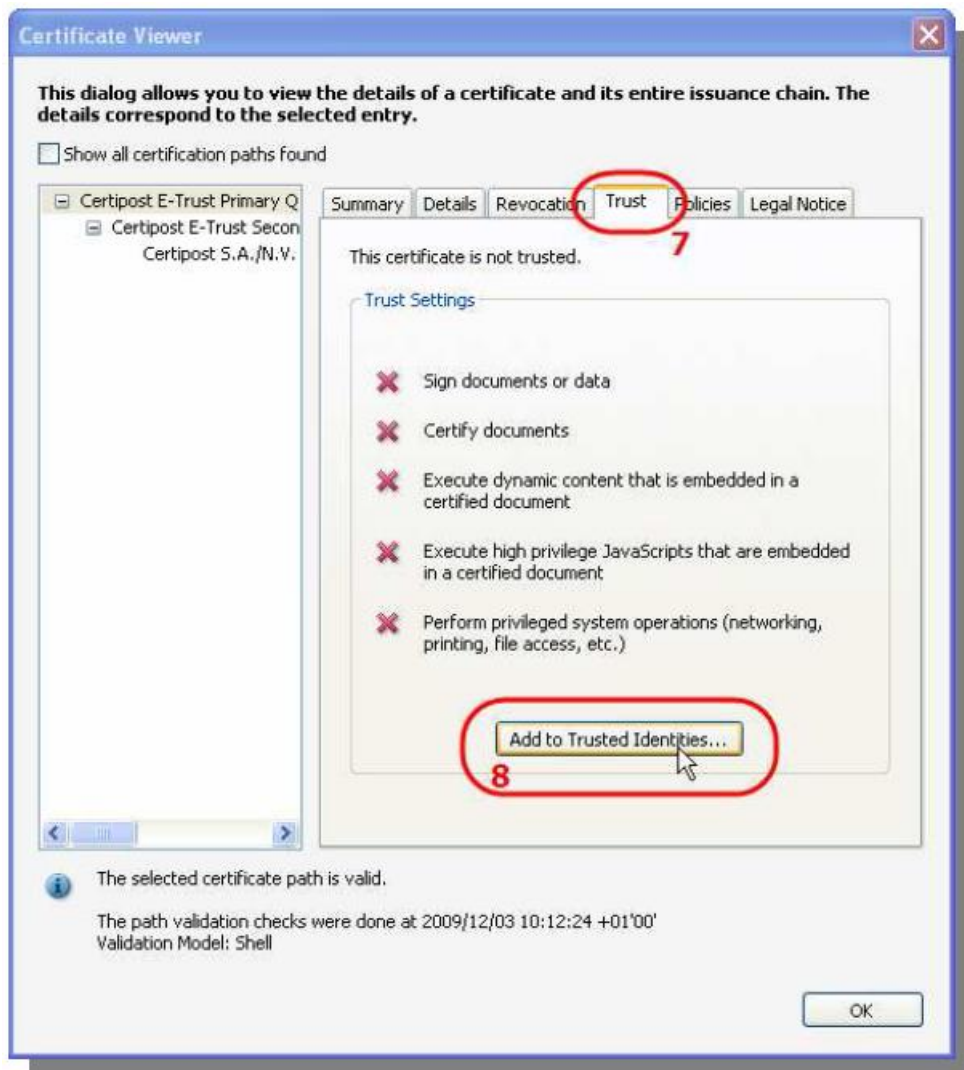 Certificate Viewer
This dialog allows you to view the details of a certificate and its entire issuance chain. The
details correspond to the selected entry.
Show all certification paths found
Certipost E-Trust Primary Q
Certipost E-Trust Secon
Certipost S.A./N.V.
Summary Details Revocation Trust Policies Legal Notice
7
This certificate is not trusted.
Trust Settings
Sign documents or data
Certify documents
Execute dynamic content that is embedded in a
certified document
Execute high privilege JavaScripts that are embedded
in a certified document
Perform privileged system operations (networking,
printing, file access, etc.)
Add to Trusted Identities...
8
The selected certificate path is valid.
The path validation checks were done at 2009/12/03 10:12:24 +01'00'
Validation Model: Shell
OK